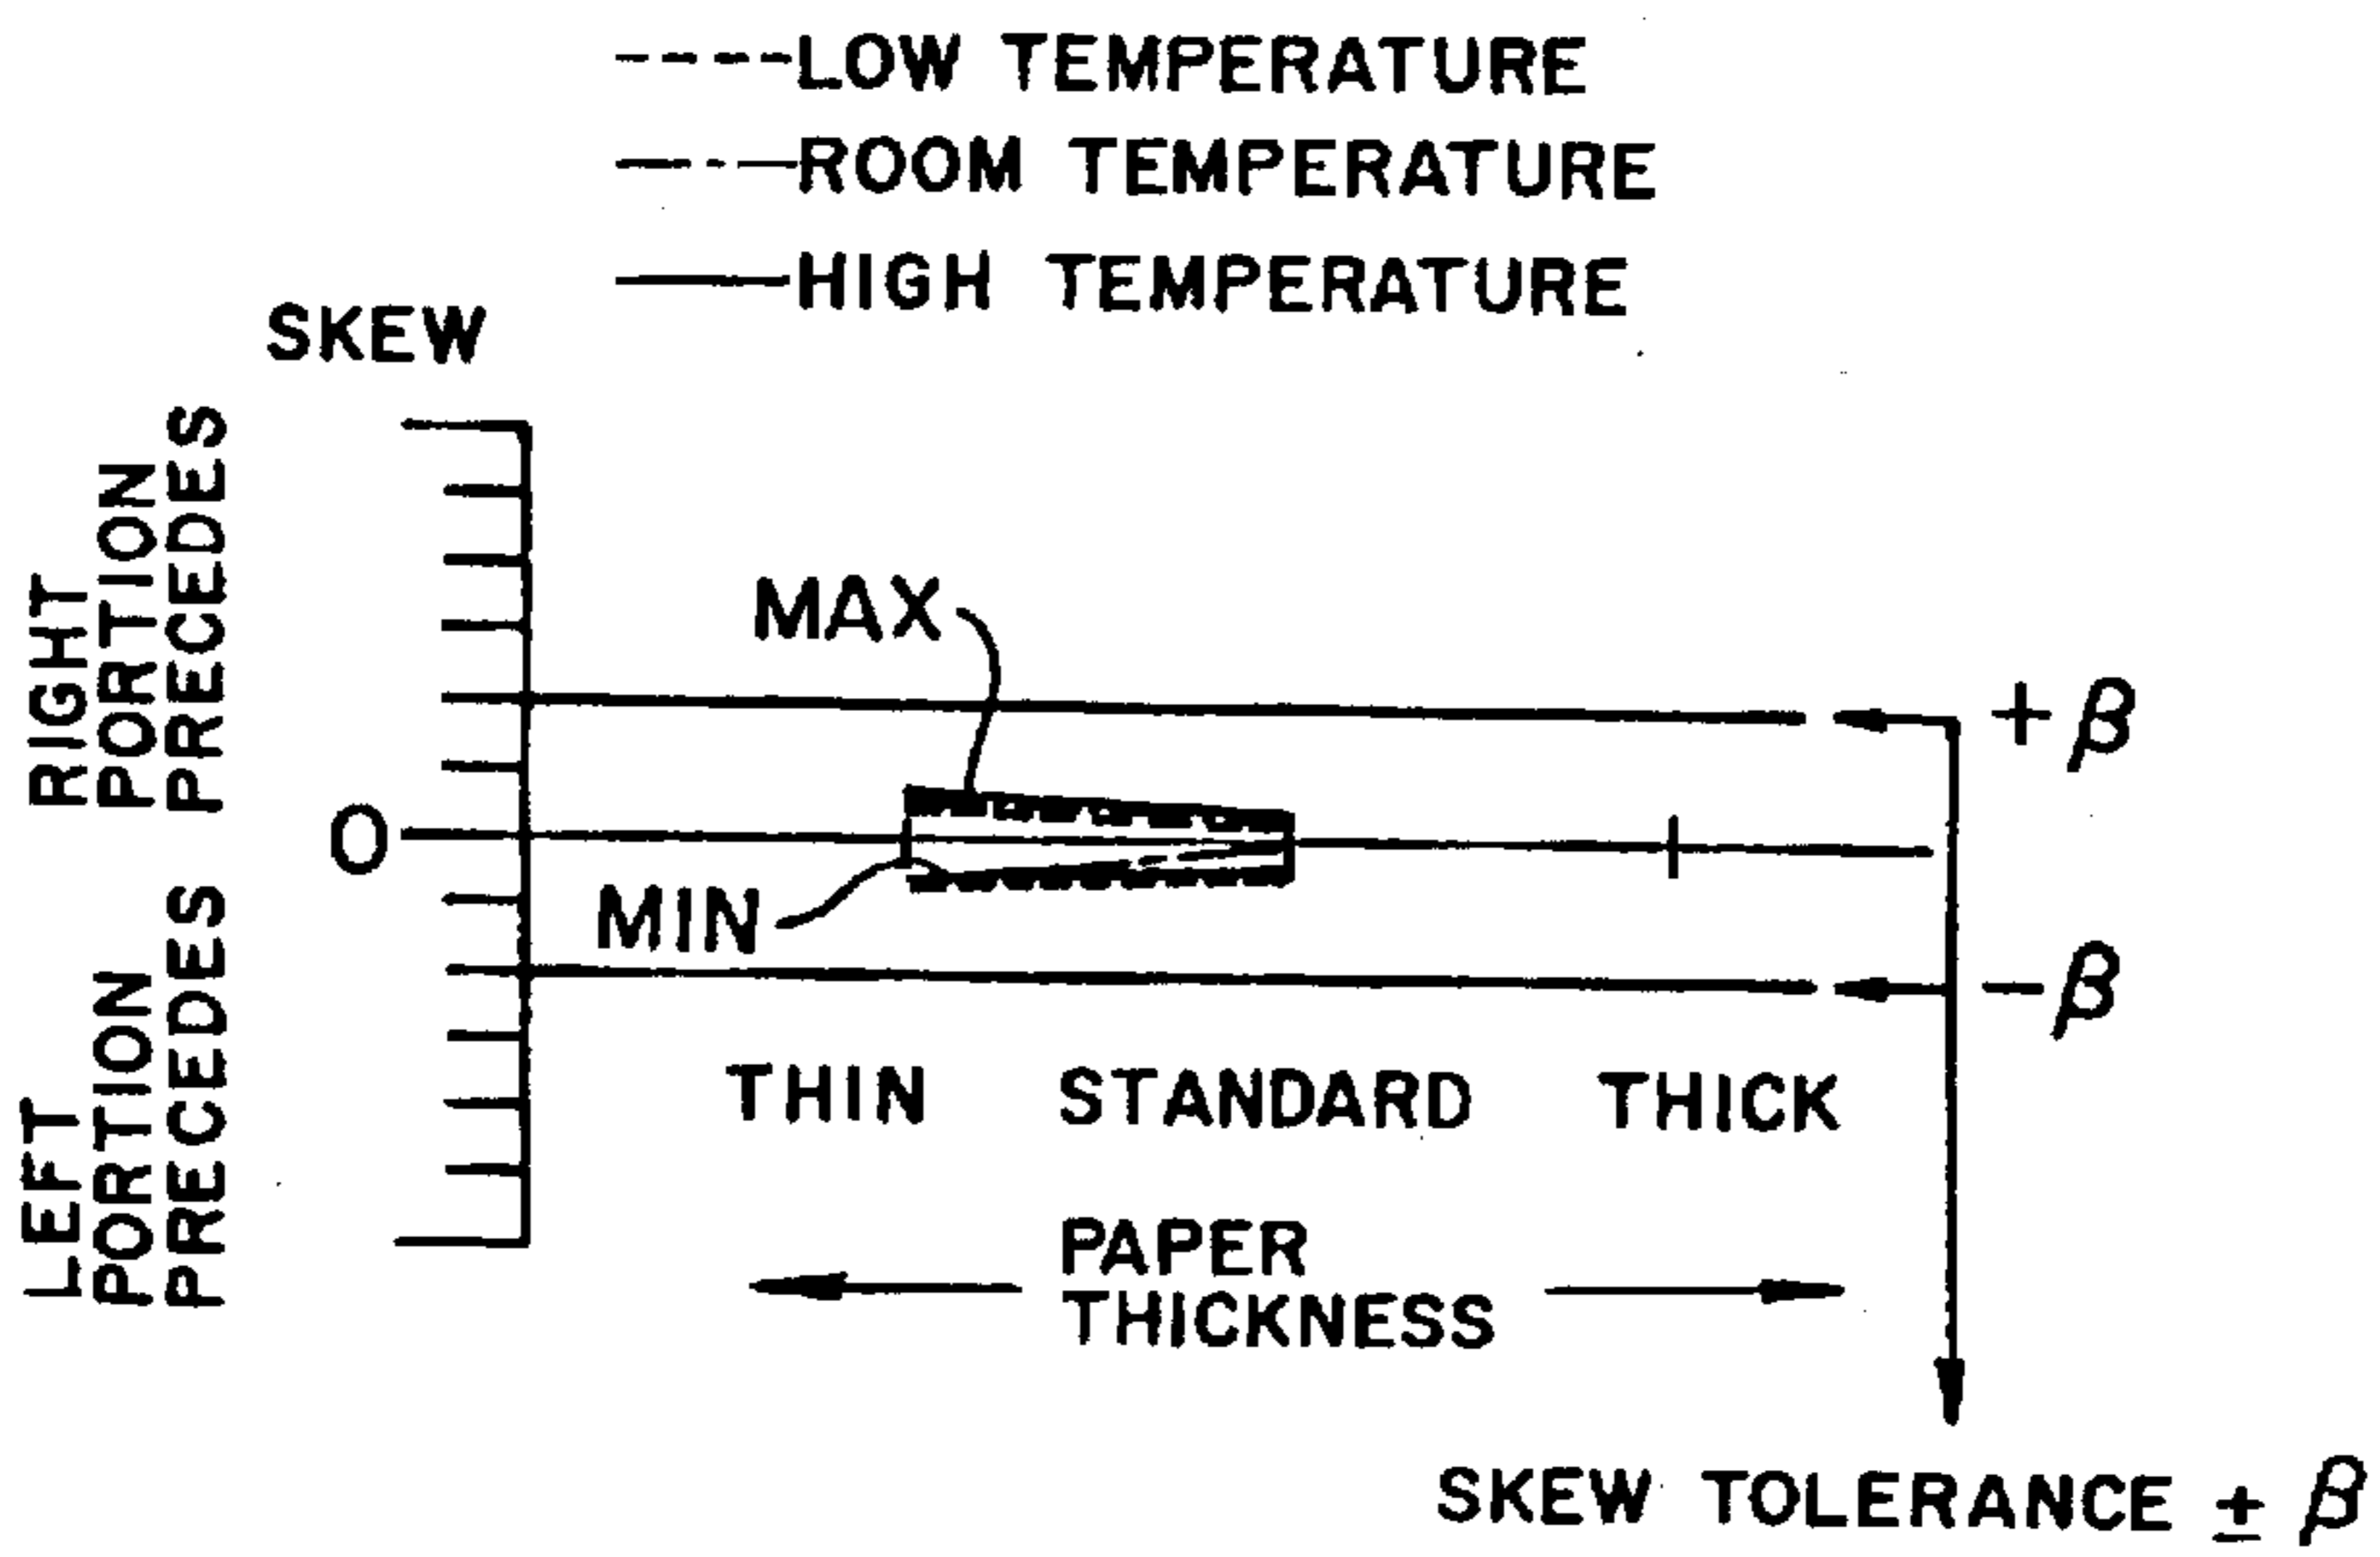 LOW TEMPERATURE
ROOM TEMPERATURE
HIGH TEMPERATURE
SKEW
RIGHT
PORTION
PRECEDES
MAX
+β
0
MIN
-β
LEFT
PORTION
PRECEDES
THIN STANDARD THICK
PAPER
THICKNESS
SKEW TOLERANCE ± β